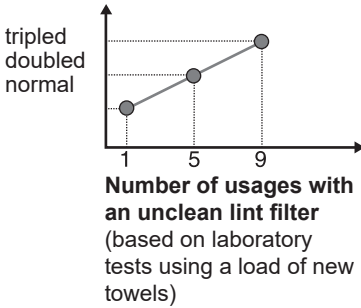 tripled
doubled
normal
1 5 9
Number of usages with
an unclean lint filter
(based on laboratory
tests using a load of new
towels)